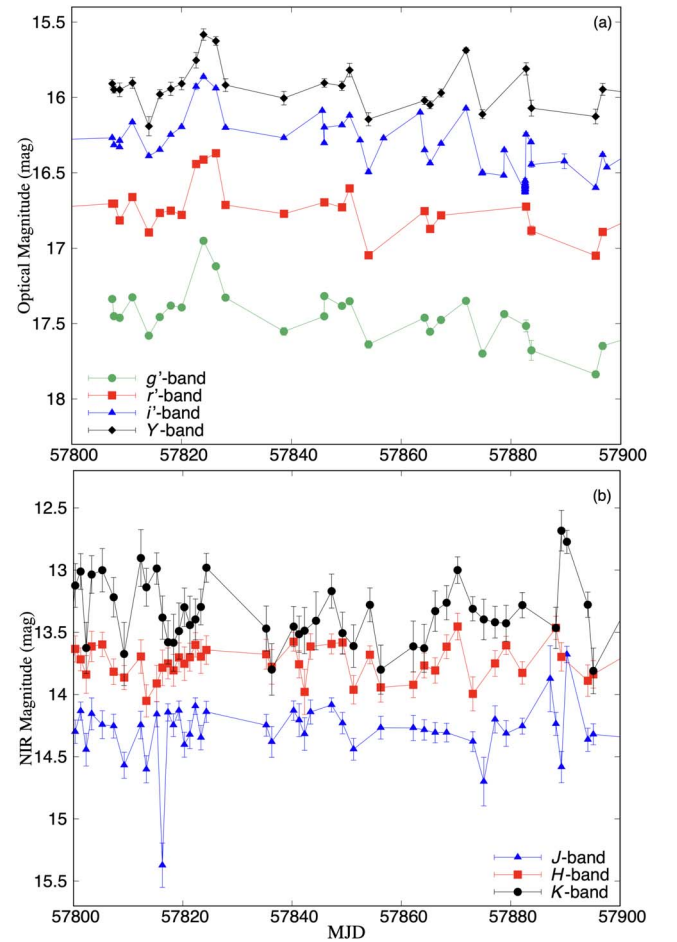 (a)
15.5
16
16.5
17
17.5
18
Optical Magnitude (mag)
g'-band
r'-band
i'-band
Y-band
57800 57820 57840 57860 57880 57900
(b)
12.5
13
13.5
14
14.5
15
15.5
NIR Magnitude (mag)
J-band
H-band
K-band
57800 57820 57840 57860 57880 57900
MJD